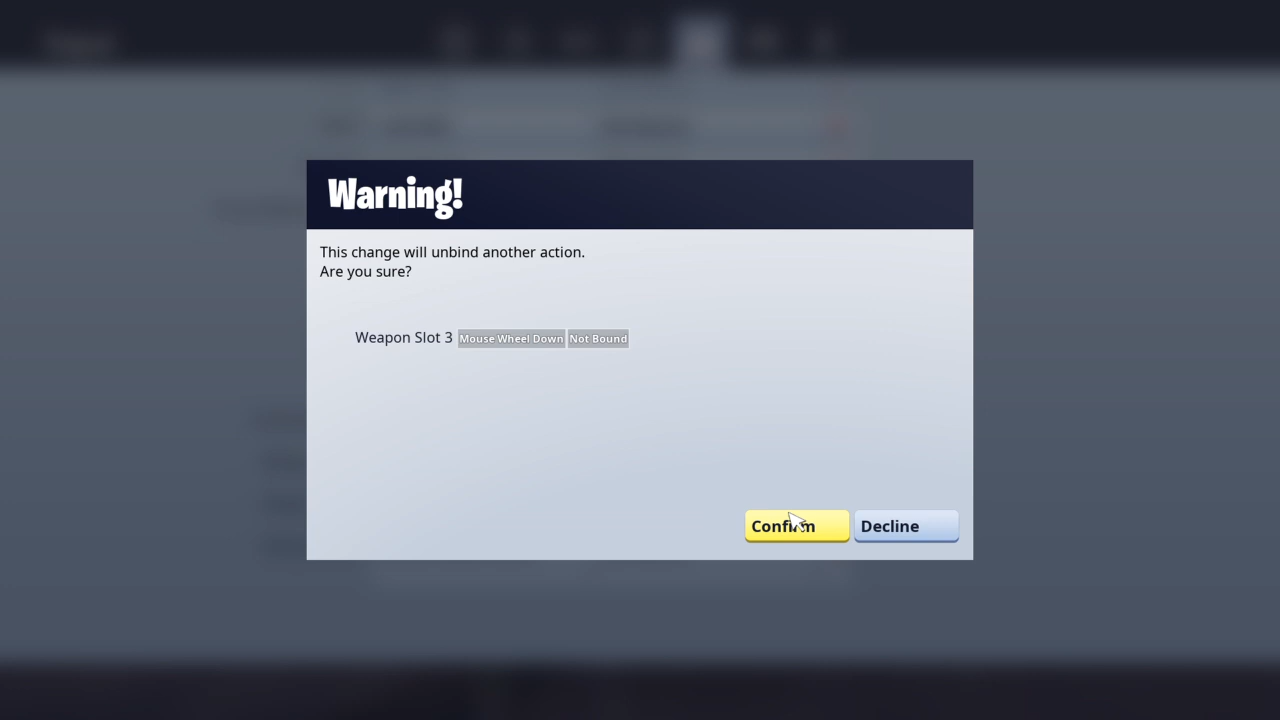 Warning!
This change will unbind another action.
Are you sure?
Weapon Slot 3 Mouse Wheel Down Not Bound
Confirm Decline